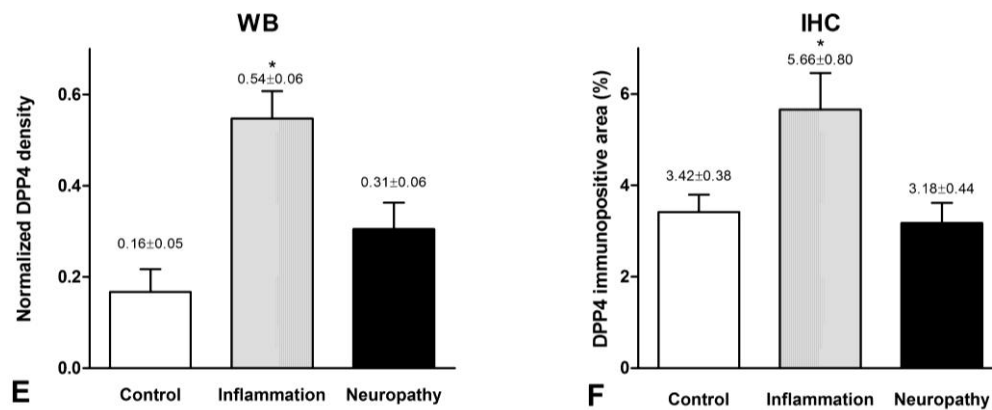 WB
Normalized DPP4 density
0.6
0.4
0.2
0.0
0.16±0.05
*
0.54±0.06
0.31±0.06
Control Inflammation Neuropathy
E
IHC
DPP4 immunopositive area (%)
6
4
2
0
3.42±0.38
*
5.66±0.80
3.18±0.44
Control Inflammation Neuropathy
F